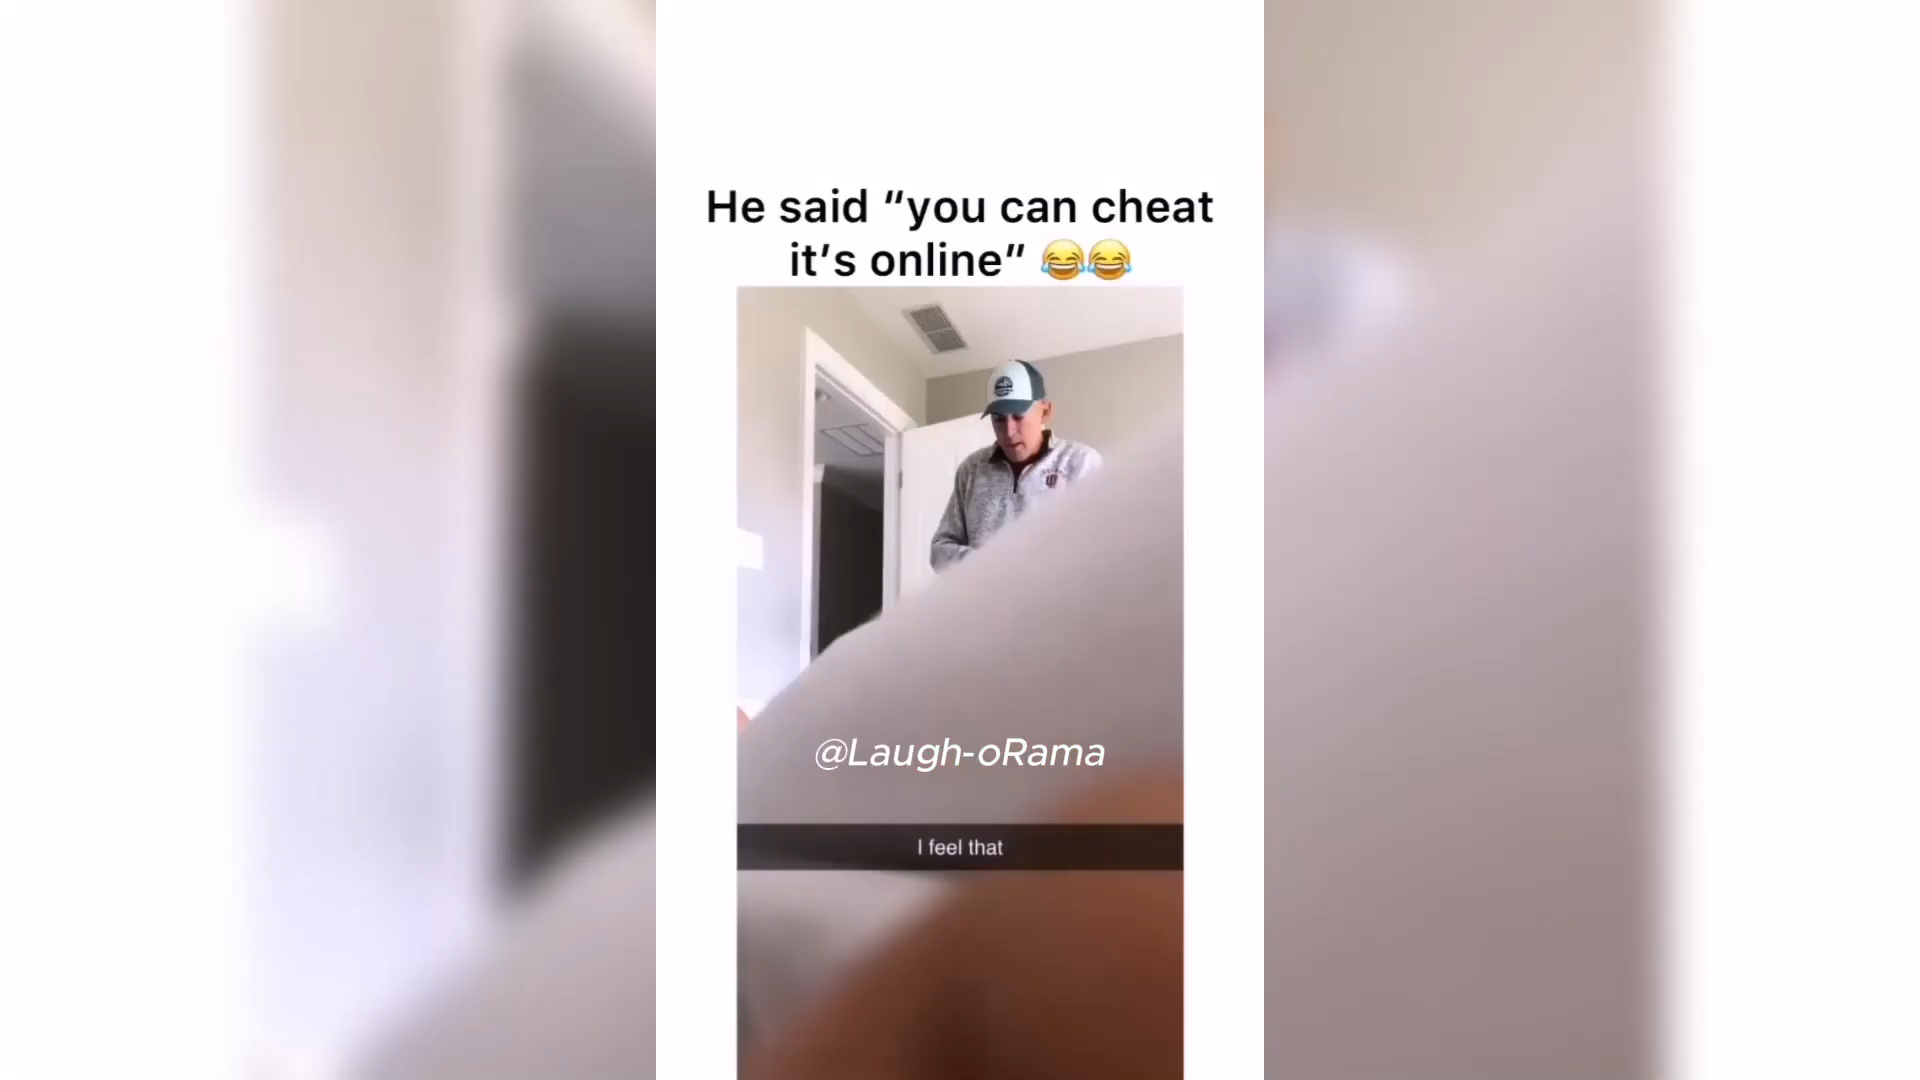 He said “you can cheat
it’s online” 😂😂
@Laugh-oRama
I feel that